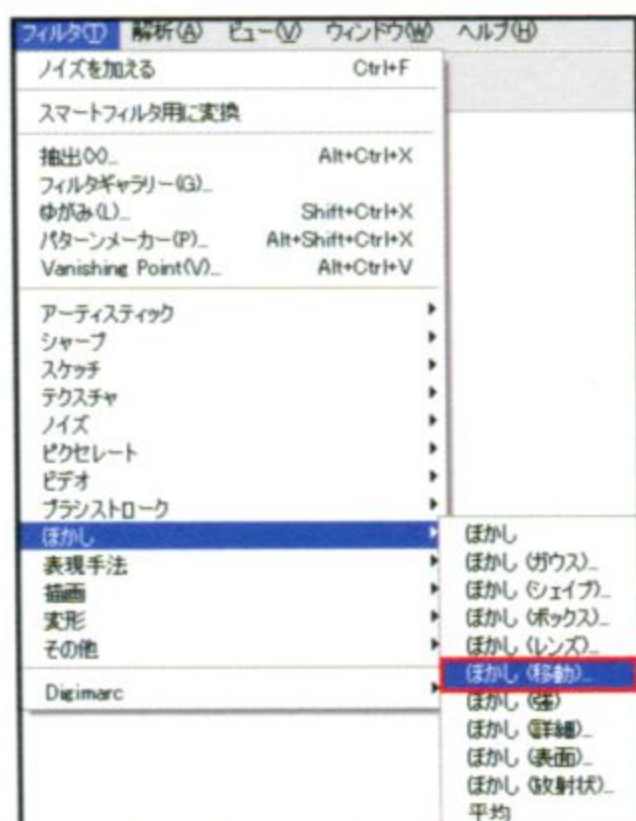 フィルタ(T) 解析(A) ビュー(V) ウィンドウ(W) ヘルプ(H)
ノイズを加える Ctrl+F
スマートフィルタ用に変換
抽出(X)... Alt+Ctrl+X
フィルタギャラリー(G)...
ゆがみ(L)... Shift+Ctrl+X
パターンメーカー(P)... Alt+Shift+Ctrl+X
Vanishing Point(V)... Alt+Ctrl+V
アーティスティック
シャープ
スケッチ
テクスチャ
ノイズ
ピクセレート
ビデオ
ブラシストローク
ぼかし
表現手法
描画
変形
その他
Digimarc
ぼかし
ぼかし (ガウス)...
ぼかし (シェイプ)...
ぼかし (ボックス)...
ぼかし (レンズ)...
ぼかし (移動)...
ぼかし (強)
ぼかし (詳細)...
ぼかし (表面)...
ぼかし (放射状)...
平均